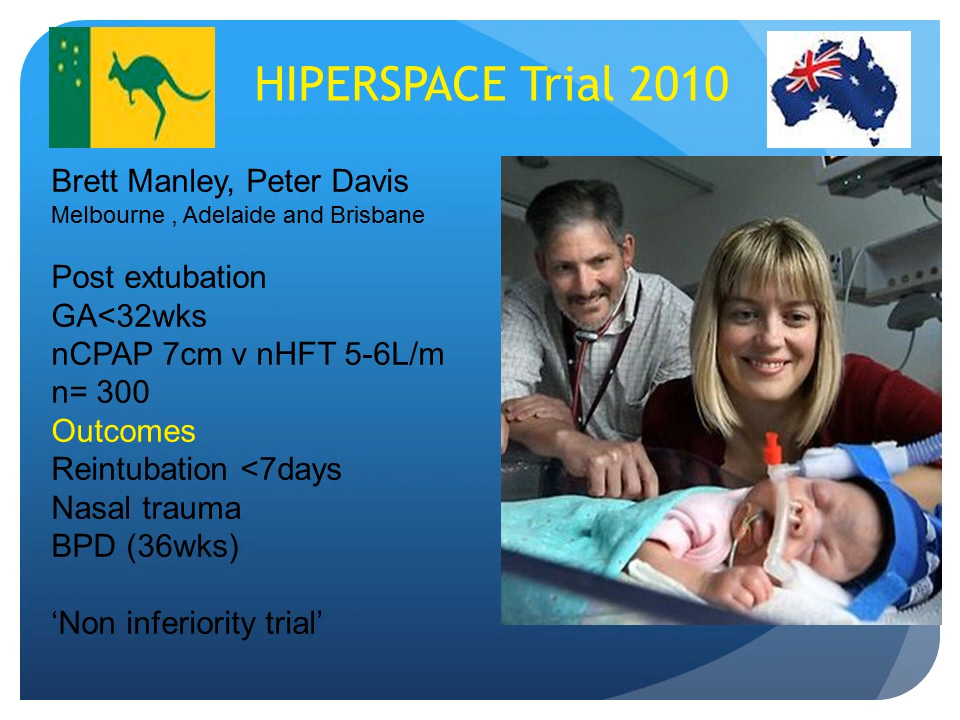 HIPERSPACE Trial 2010
Brett Manley, Peter Davis
Melbourne , Adelaide and Brisbane
Post extubation
GA<32wks
nCPAP 7cm v nHFT 5-6L/m
n= 300
Outcomes
Reintubation <7days
Nasal trauma
BPD (36wks)
‘Non inferiority trial’